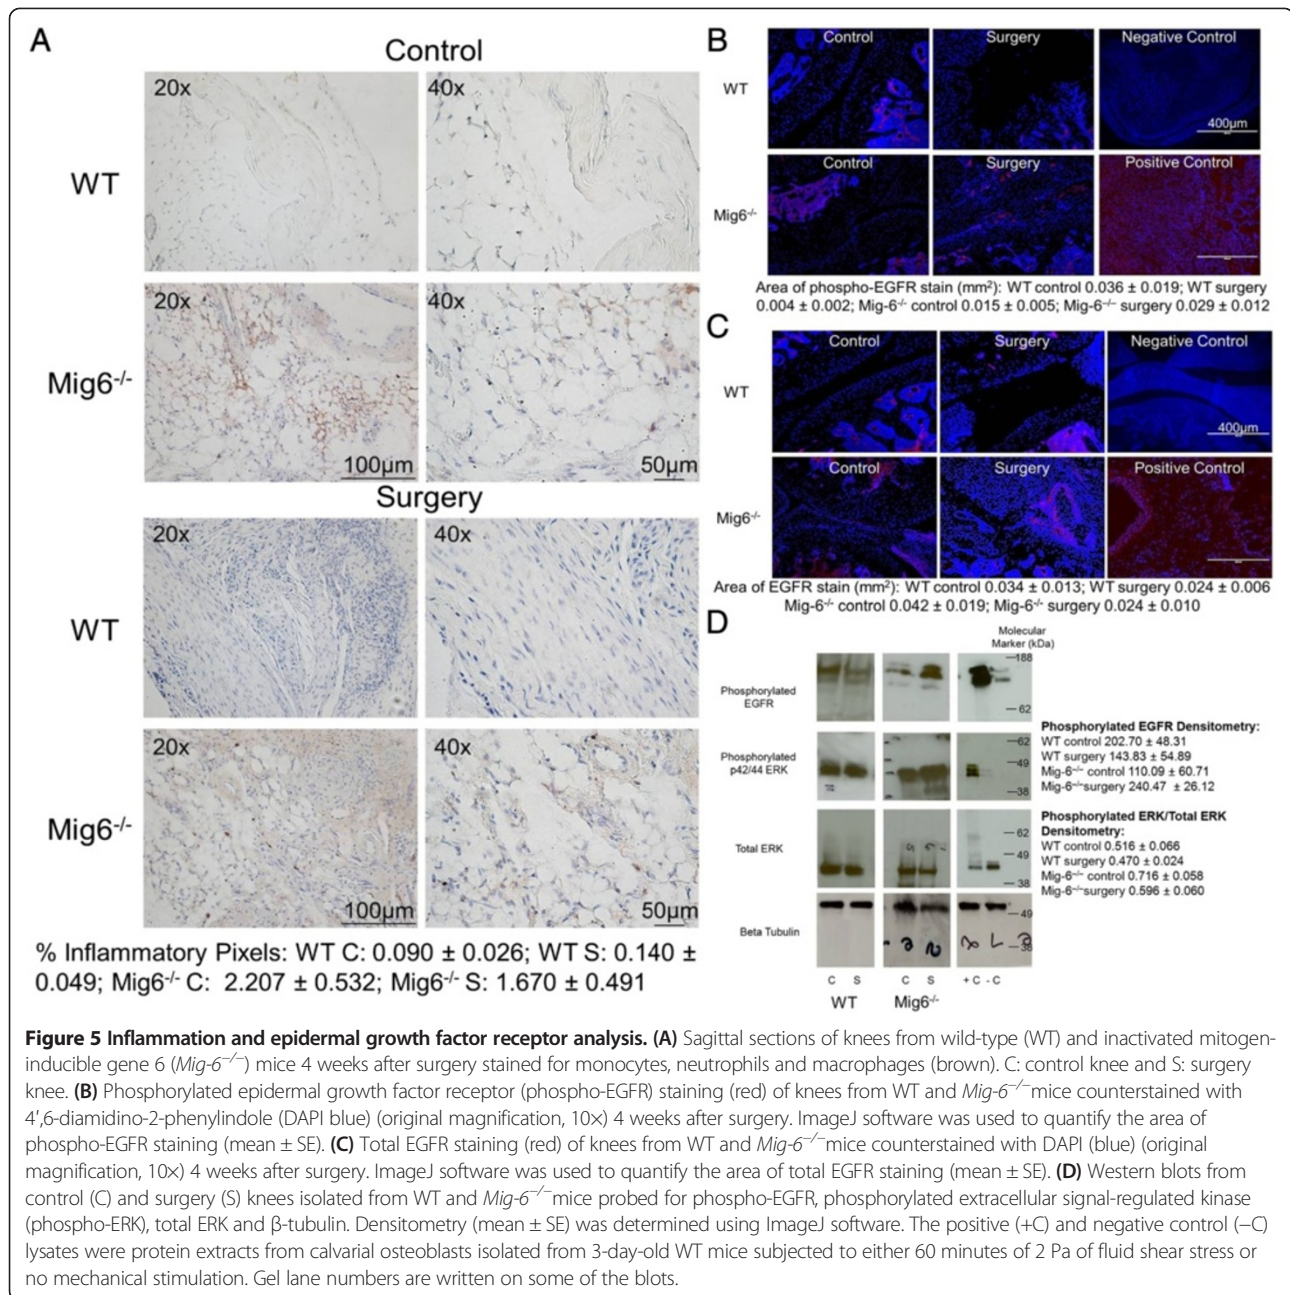 A
Control
20x
40x
WT
20x
40x
Mig6-/-
100µm
50µm
Surgery
20x
40x
WT
20x
40x
Mig6-/-
100µm
50µm
% Inflammatory Pixels: WT C: 0.090 ± 0.026; WT S: 0.140 ±
0.049; Mig6-/- C: 2.207 ± 0.532; Mig6-/- S: 1.670 ± 0.491
B
Control
Surgery
Negative Control
WT
400µm
Control
Surgery
Positive Control
Mig6-/-
Area of phospho-EGFR stain (mm²): WT control 0.036 ± 0.019; WT surgery
0.004 ± 0.002; Mig-6-/- control 0.015 ± 0.005; Mig-6-/- surgery 0.029 ± 0.012
C
Control
Surgery
Negative Control
WT
400µm
Control
Surgery
Positive Control
Mig6-/-
Area of EGFR stain (mm²): WT control 0.034 ± 0.013; WT surgery 0.024 ± 0.006
Mig-6-/- control 0.042 ± 0.019; Mig-6-/- surgery 0.024 ± 0.010
D
Molecular
Marker (kDa)
188
Phosphorylated
EGFR
62
Phosphorylated
p42/44 ERK
62
49
38
Total ERK
62
49
38
Beta Tubulin
49
38
C S C S + C - C
WT Mig6-/-
Phosphorylated EGFR Densitometry:
WT control 202.70 ± 48.31
WT surgery 143.83 ± 54.89
Mig-6-/- control 110.09 ± 60.71
Mig-6-/-surgery 240.47 ± 26.12
Phosphorylated ERK/Total ERK
Densitometry:
WT control 0.516 ± 0.066
WT surgery 0.470 ± 0.024
Mig-6-/- control 0.716 ± 0.058
Mig-6-/-surgery 0.596 ± 0.060
Figure 5 Inflammation and epidermal growth factor receptor analysis. (A) Sagittal sections of knees from wild-type (WT) and inactivated mitogen-
inducible gene 6 (Mig-6−/−) mice 4 weeks after surgery stained for monocytes, neutrophils and macrophages (brown). C: control knee and S: surgery
knee. (B) Phosphorylated epidermal growth factor receptor (phospho-EGFR) staining (red) of knees from WT and Mig-6−/−mice counterstained with
4′,6-diamidino-2-phenylindole (DAPI blue) (original magnification, 10×) 4 weeks after surgery. ImageJ software was used to quantify the area of
phospho-EGFR staining (mean ± SE). (C) Total EGFR staining (red) of knees from WT and Mig-6−/−mice counterstained with DAPI (blue) (original
magnification, 10×) 4 weeks after surgery. ImageJ software was used to quantify the area of total EGFR staining (mean ± SE). (D) Western blots from
control (C) and surgery (S) knees isolated from WT and Mig-6−/−mice probed for phospho-EGFR, phosphorylated extracellular signal-regulated kinase
(phospho-ERK), total ERK and β-tubulin. Densitometry (mean ± SE) was determined using ImageJ software. The positive (+C) and negative control (−C)
lysates were protein extracts from calvarial osteoblasts isolated from 3-day-old WT mice subjected to either 60 minutes of 2 Pa of fluid shear stress or
no mechanical stimulation. Gel lane numbers are written on some of the blots.